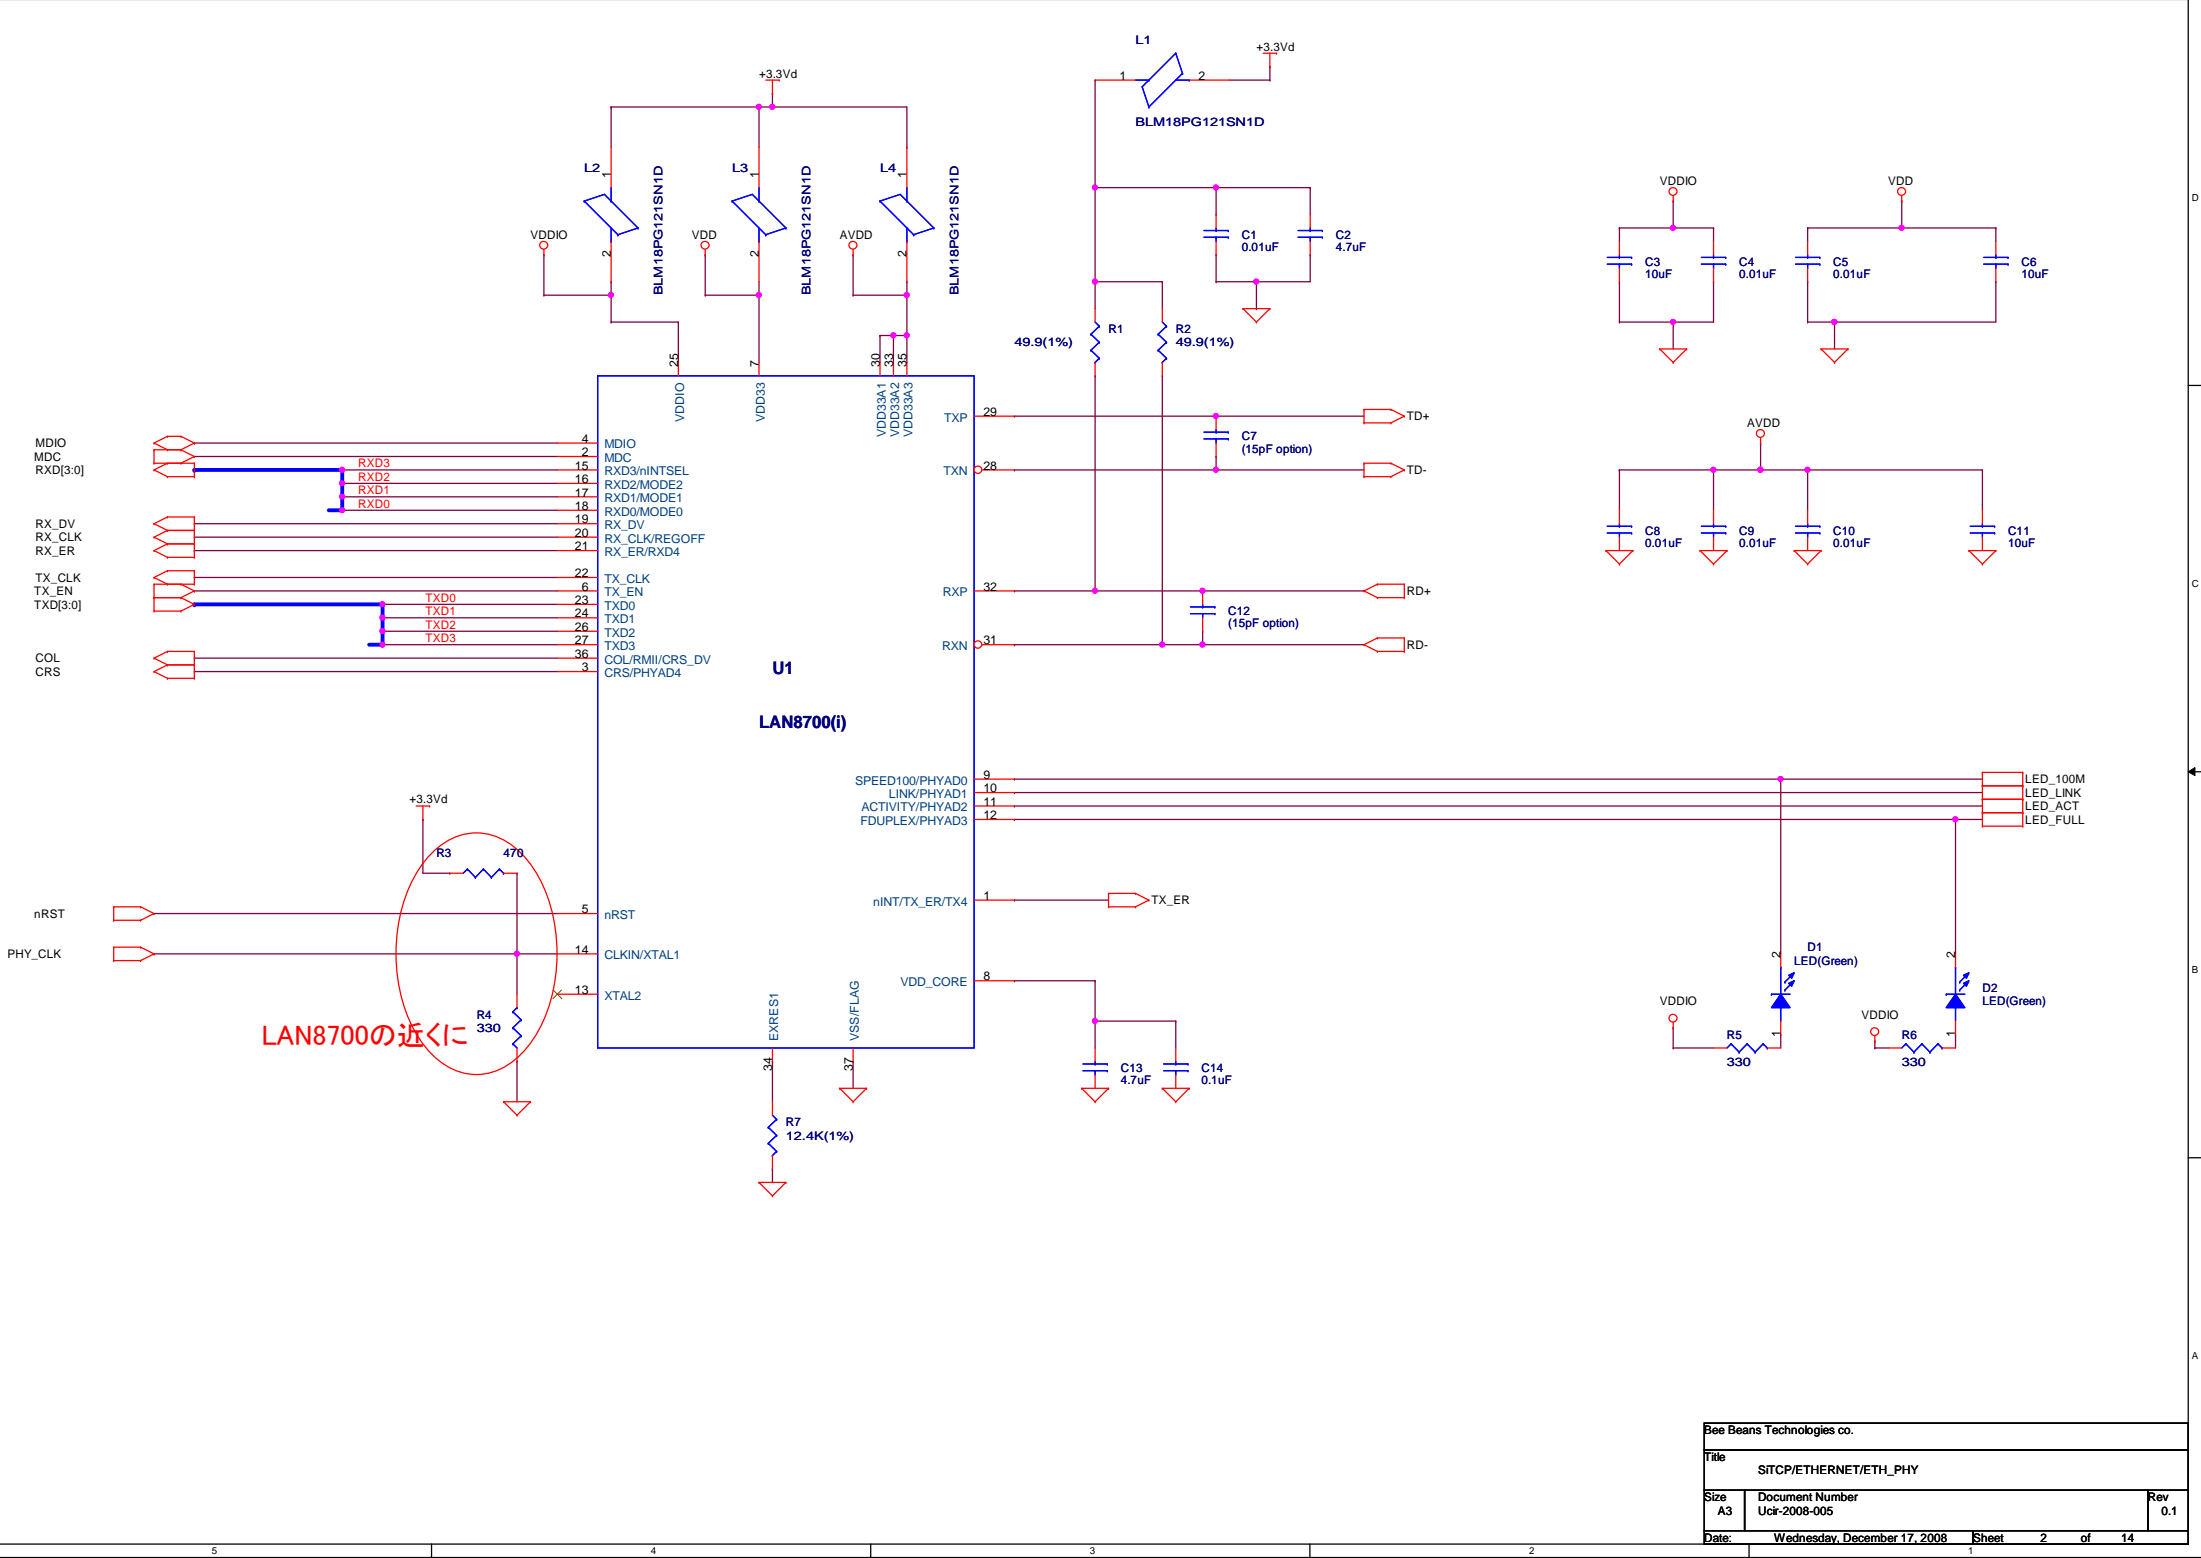 L1
+3.3Vd
1
2
BLM18PG121SN1D
+3.3Vd
L2
1
BLM18PG121SN1D
VDDIO
2
L3
1
BLM18PG121SN1D
VDD
2
L4
1
BLM18PG121SN1D
AVDD
2
C1
0.01uF
C2
4.7uF
VDDIO
C3
10uF
C4
0.01uF
VDD
C5
0.01uF
C6
10uF
49.9(1%)
R1
R2
49.9(1%)
25
7
30
33
35
VDDIO
VDD33
VDD33A1
VDD33A2
VDD33A3
MDIO
4
MDIO
MDC
2
MDC
RXD[3:0]
RXD3
15
RXD3/nINTSEL
RXD2
16
RXD2/MODE2
RXD1
17
RXD1/MODE1
RXD0
18
RXD0/MODE0
RX_DV
19
RX_DV
RX_CLK
20
RX_CLK/REGOFF
RX_ER
21
RX_ER/RXD4
TX_CLK
22
TX_CLK
TX_EN
6
TX_EN
TXD[3:0]
TXD0
23
TXD0
TXD1
24
TXD1
TXD2
26
TXD2
TXD3
27
TXD3
COL
36
COL/RMII/CRS_DV
CRS
3
CRS/PHYAD4
TXP
29
TD+
C7
(15pF option)
TXN
28
TD-
RXP
32
RD+
C12
(15pF option)
RXN
31
RD-
AVDD
C8
0.01uF
C9
0.01uF
C10
0.01uF
C11
10uF
U1
LAN8700(i)
SPEED100/PHYAD0
9
LED_100M
LINK/PHYAD1
10
LED_LINK
ACTIVITY/PHYAD2
11
LED_ACT
FDUPLEX/PHYAD3
12
LED_FULL
+3.3Vd
R3
470
nRST
5
nRST
PHY_CLK
14
CLKIN/XTAL1
13
XTAL2
R4
330
LAN8700の近くに
nINT/TX_ER/TX4
1
TX_ER
VDD_CORE
8
C13
4.7uF
C14
0.1uF
EXRES1
34
VSS/FLAG
37
R7
12.4K(1%)
2
D1
LED(Green)
1
VDDIO
R5
330
2
D2
LED(Green)
1
VDDIO
R6
330
D
C
B
A
Bee Beans Technologies co.
Title
SiTCP/ETHERNET/ETH_PHY
Size
A3
Document Number
Ucir-2008-005
Rev
0.1
Date:
Wednesday, December 17, 2008
Sheet
2
of
14
5
4
3
2
1